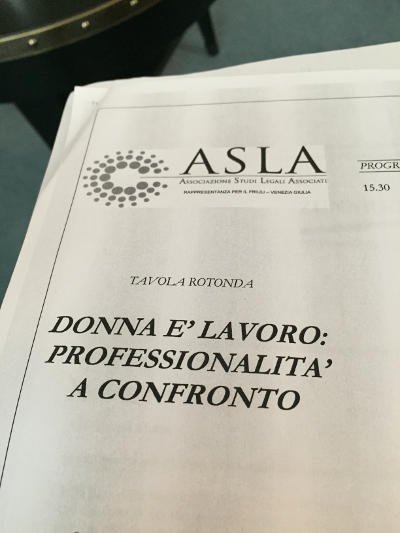 ASLA
ASSOCIAZIONE STUDI LEGALI ASSOCIATI
RAPPRESENTANZA PER IL FRIULI – VENEZIA GIULIA
PROGR
15.30
TAVOLA ROTONDA
DONNA E' LAVORO:
PROFESSIONALITA'
A CONFRONTO